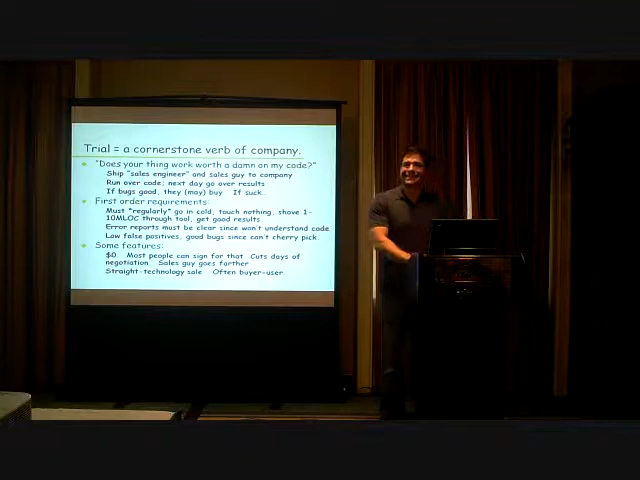 Trial = a cornerstone verb of company.
"Does your thing work worth a damn on my code?"
Ship "sales engineer" and sales guy to company
Run over code; next day go over results
If bugs good, they (may) buy If suck..
First order requirements:
Must *regularly* go in cold, touch nothing, shove 1-
10MLOC through tool, get good results.
Error reports must be clear since won't understand code
Low false positives, good bugs since can't cherry pick.
Some features:
$0. Most people can sign for that Cuts days of
negotiation Sales guy goes farther
Straight-technology sale Often buyer=user